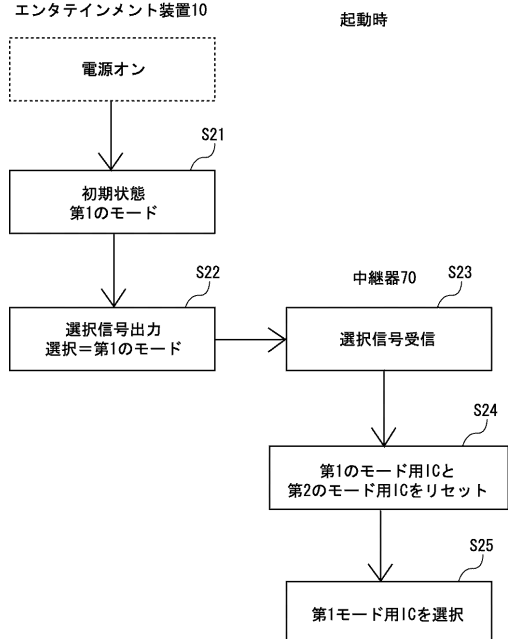 エンタテインメント装置10
起動時
電源オン
S21
初期状態
第1のモード
S22
選択信号出力
選択＝第1のモード
中継器70
S23
選択信号受信
S24
第1のモード用ICと
第2のモード用ICをリセット
S25
第1モード用ICを選択